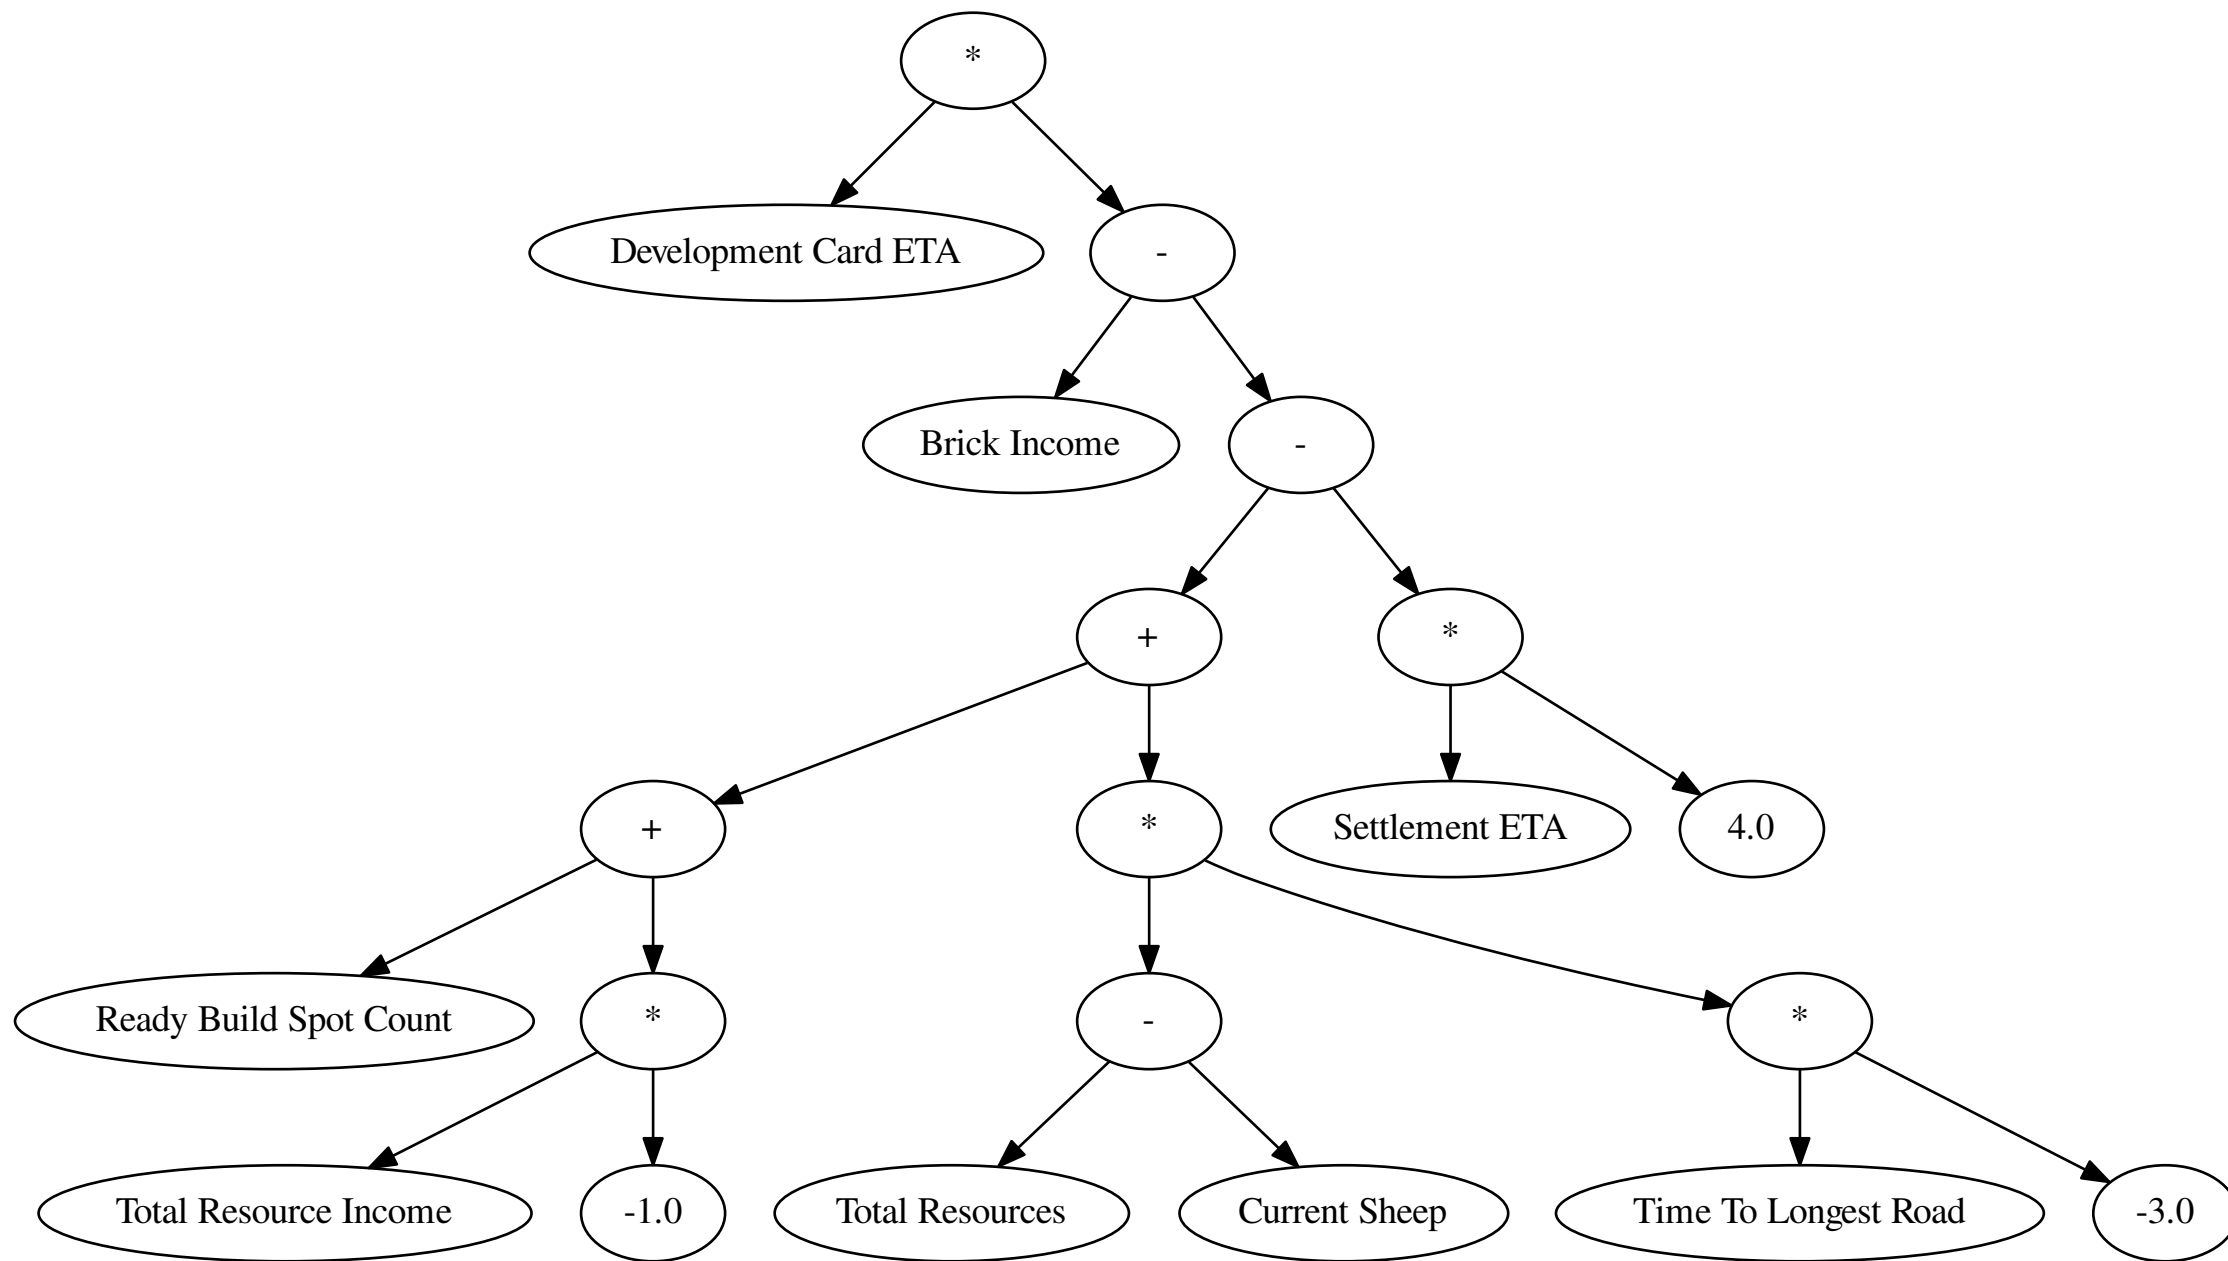 *
Development Card ETA
-
Brick Income
-
+
*
+
*
Settlement ETA
4.0
Ready Build Spot Count
*
-
*
Total Resource Income
-1.0
Total Resources
Current Sheep
Time To Longest Road
-3.0